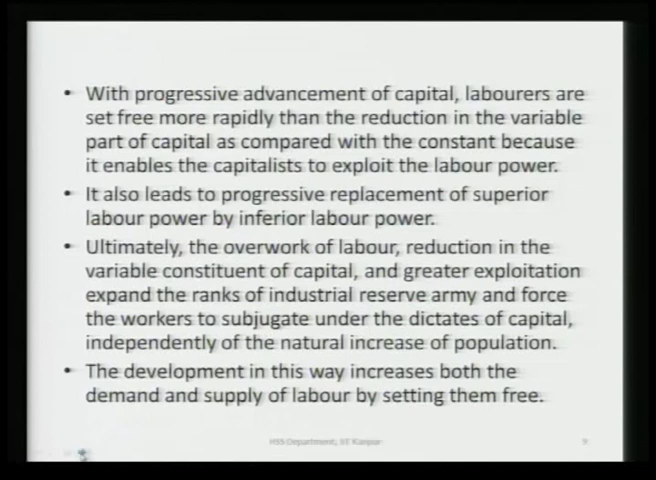 • With progressive advancement of capital, labourers are
set free more rapidly than the reduction in the variable
part of capital as compared with the constant because
it enables the capitalists to exploit the labour power.
• It also leads to progressive replacement of superior
labour power by inferior labour power.
• Ultimately, the overwork of labour, reduction in the
variable constituent of capital, and greater exploitation
expand the ranks of industrial reserve army and force
the workers to subjugate under the dictates of capital,
independently of the natural increase of population.
• The development in this way increases both the
demand and supply of labour by setting them free.
HSS Department, IIT Kanpur
9